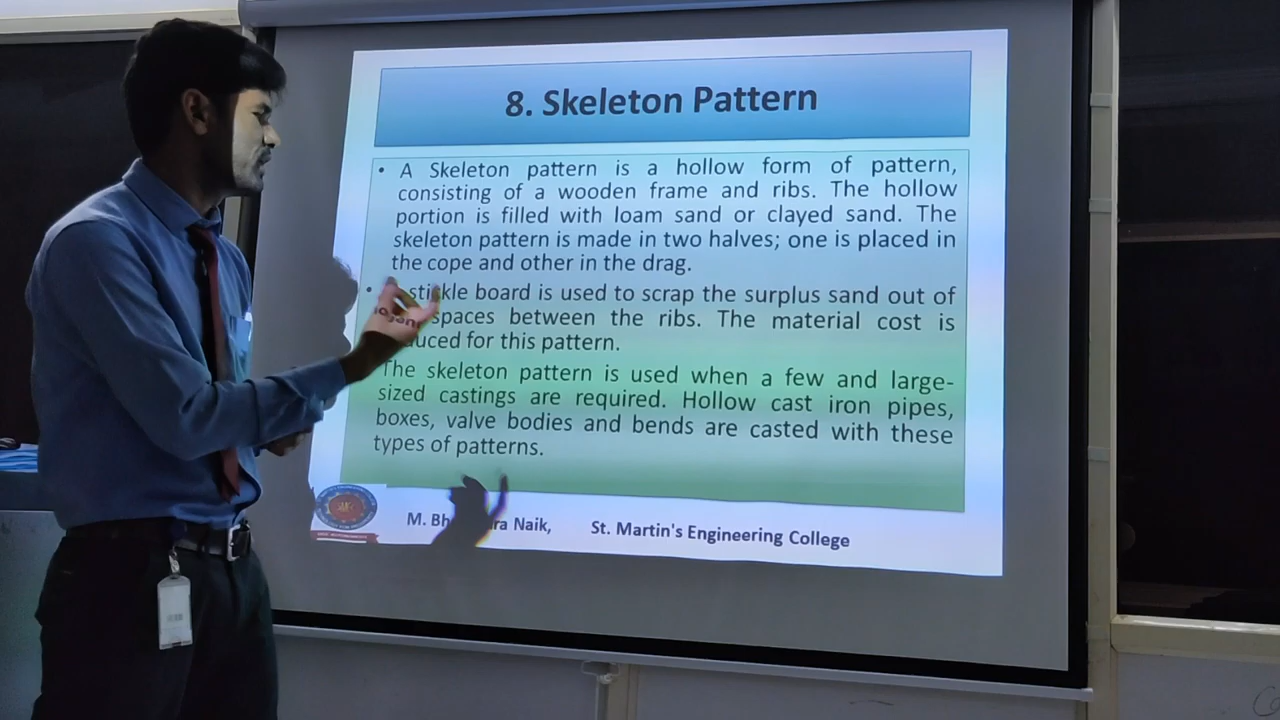 8. Skeleton Pattern
• A Skeleton pattern is a hollow form of pattern,
consisting of a wooden frame and ribs. The hollow
portion is filled with loam sand or clayed sand. The
skeleton pattern is made in two halves; one is placed in
the cope and other in the drag.
• stickle board is used to scrap the surplus sand out of
spaces between the ribs. The material cost is
for this pattern.
The skeleton pattern is used when a few and large-
sized castings are required. Hollow cast iron pipes,
boxes, valve bodies and bends are casted with these
types of patterns.
M. Naik, St. Martin's Engineering College